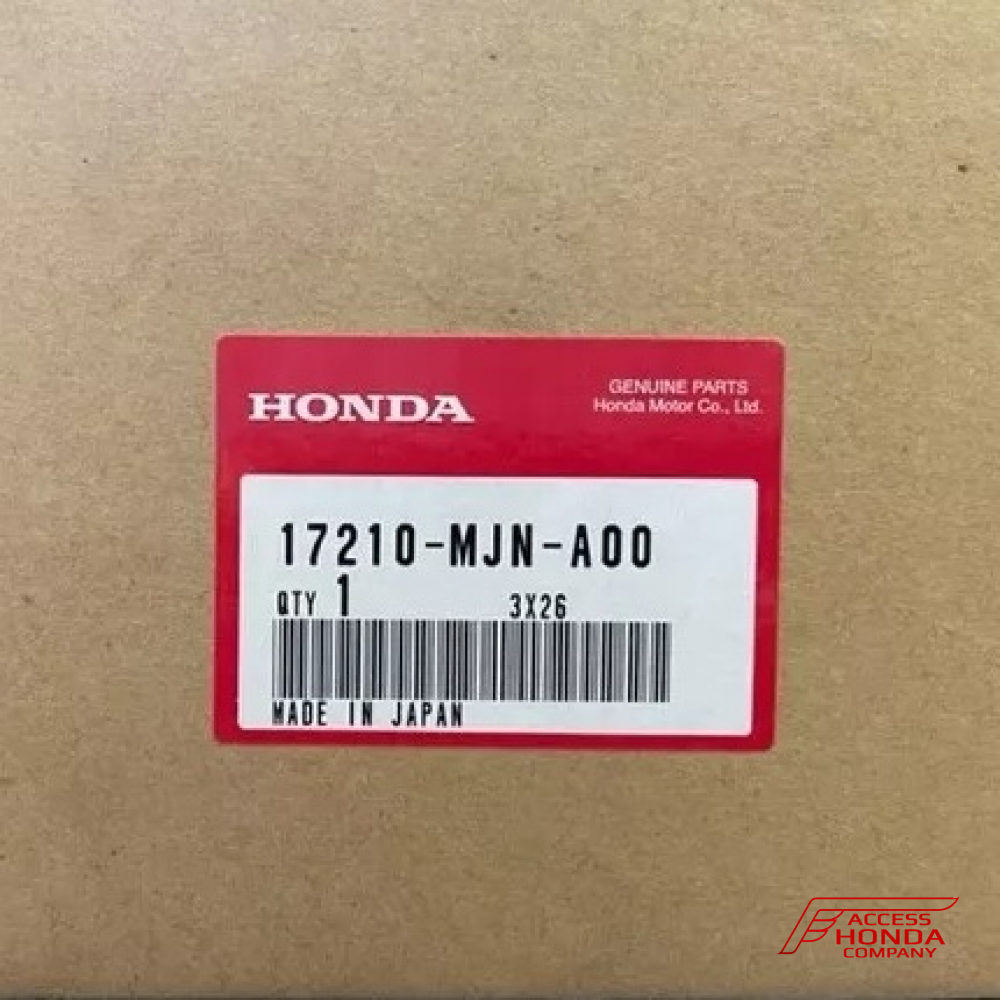 HONDA
GENUINE PARTS
Honda Motor Co., Ltd.
17210-MJN-A00
QTY 1 3X26
MADE IN JAPAN
ACCESS
HONDA
COMPANY